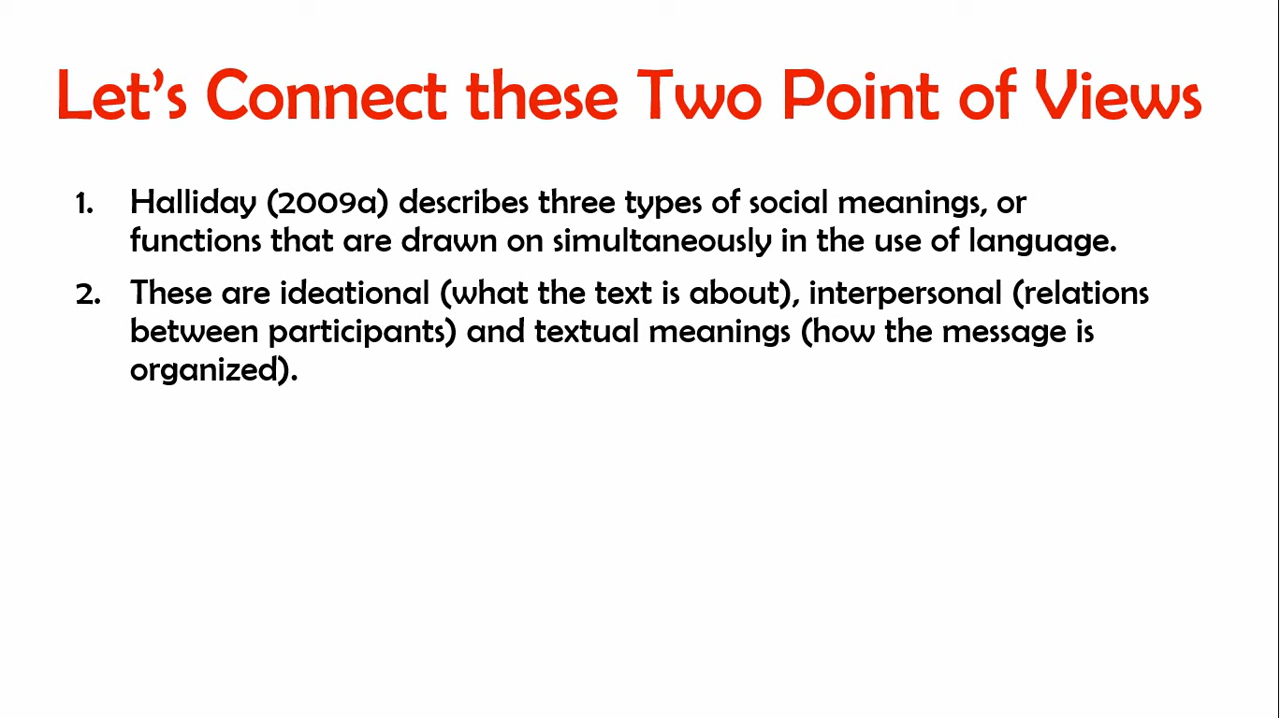 Let's Connect these Two Point of Views
1. Halliday (2009a) describes three types of social meanings, or
functions that are drawn on simultaneously in the use of language.
2. These are ideational (what the text is about), interpersonal (relations
between participants) and textual meanings (how the message is
organized).